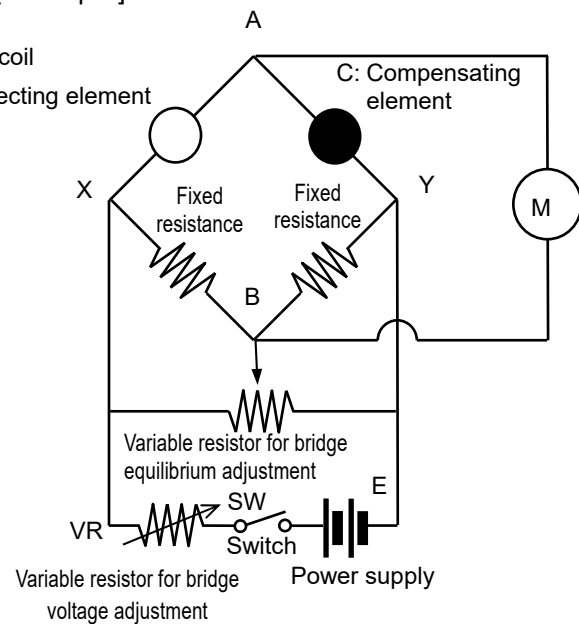 A
coil
ecting element
C: Compensating
element
X
Y
Fixed
resistance
Fixed
resistance
M
B
Variable resistor for bridge
equilibrium adjustment
E
SW
VR
Switch
Power supply
Variable resistor for bridge
voltage adjustment